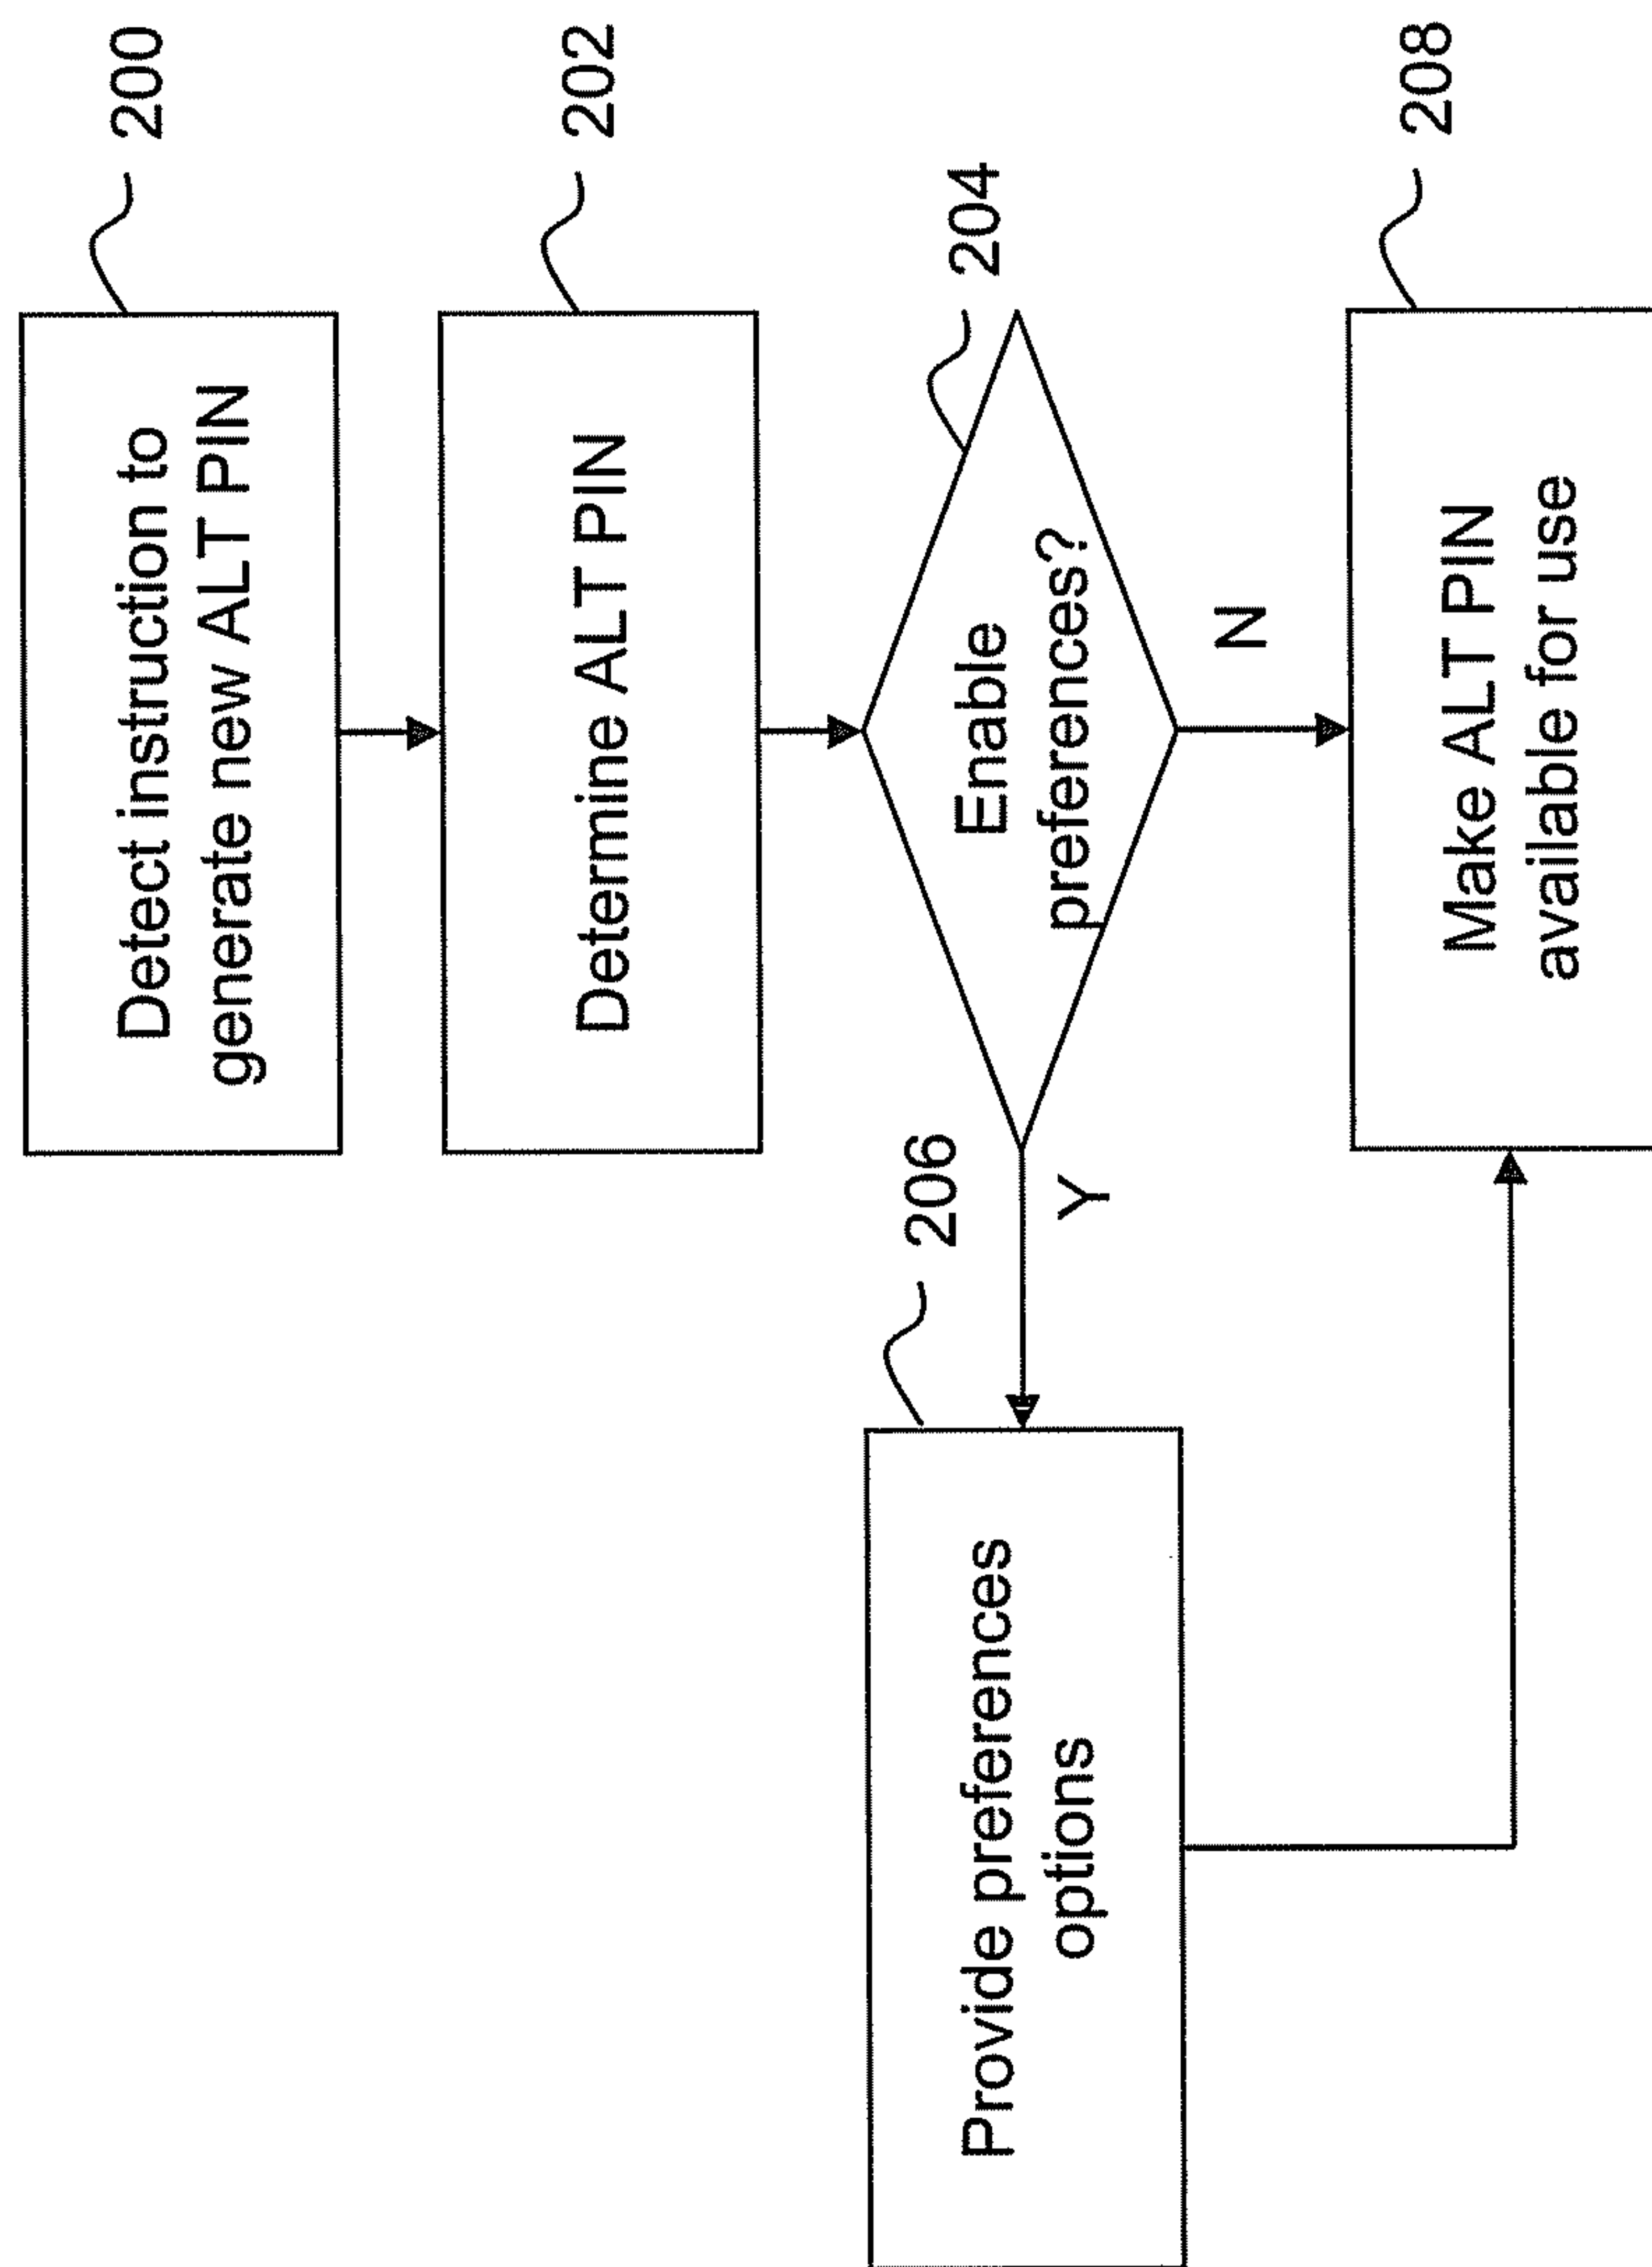 Detect instruction to
generate new ALT PIN
200
Determine ALT PIN
202
Enable
preferences?
204
Y
N
206
Provide preferences
options
Make ALT PIN
available for use
208